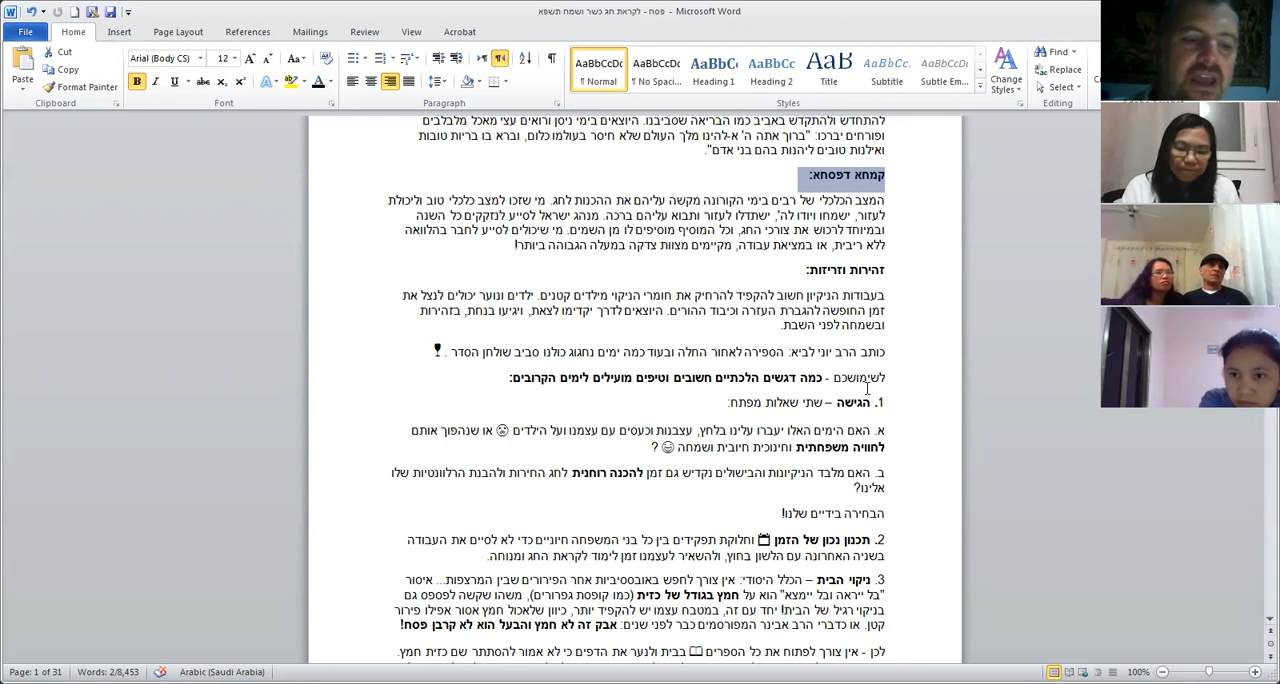 פסח - לקראת חג כשר ושמח תשפא - Microsoft Word
File Home Insert Page Layout References Mailings Review View Acrobat
Paste
Cut
Copy
Format Painter
Clipboard
Arial (Body CS) 12
Font
Paragraph
AaBbCcDc AaBbCcDc AaBbC AaBbCc AaB AaBbCc. AaBbCcDc
¶ Normal ¶ No Spaci... Heading 1 Heading 2 Title Subtitle Subtle Em...
Styles
Change Styles
Find
Replace
Select
Editing
להתחדש ולהתקדש באביב כמו הבריאה שסביבנו. היוצאים בימי ניסן ורואים עצי מאכל מלבלבים
ופורחים יברכו: "ברוך אתה ה' א-להינו מלך העולם שלא חיסר בעולמו כלום, וברא בו בריות טובות
ואילנות טובים ליהנות בהם בני אדם".
קמחא דפסחא:
המצב הכלכלי של רבים בימי הקורונה מקשה עליהם את ההכנות לחג. מי שזכו למצב כלכלי טוב וליכולת
לעזור, ישמחו ויודו לה', ישתדלו לעזור ותבוא עליהם ברכה. מנהג ישראל לסייע לנזקקים כל השנה
ובמיוחד לרכוש את צורכי החג, וכל המוסיף מוסיפים לו מן השמים. מי שיכולים לסייע לחבר בהלוואה
ללא ריבית, או במציאת עבודה, מקיימים מצוות צדקה במעלה הגבוהה ביותר!
זהירות וזריזות:
בעבודות הניקיון חשוב להקפיד להרחיק את חומרי הניקוי מילדים קטנים. ילדים ונוער יכולים לנצל את
זמן החופשה להגברת העזרה וכיבוד ההורים. היוצאים לדרך יקדימו לצאת, ויגיעו בנחת, בזהירות
ובשמחה לפני השבת.
כותב הרב יוני לביא: הספירה לאחור החלה ובעוד כמה ימים נחגוג כולנו סביב שולחן הסדר 🍷.
לשימושכם - כמה דגשים הלכתיים חשובים וטיפים מועילים לימים הקרובים:
1. הגישה – שתי שאלות מפתח:
א. האם הימים האלו יעברו עלינו בלחץ, עצבנות וכעסים עם עצמנו ועל הילדים ☹ או שנהפוך אותם
לחוויה משפחתית וחינוכית חיובית ושמחה 😊 ?
ב. האם מלבד הניקיונות והבישולים נקדיש גם זמן להכנה רוחנית לחג החירות ולהבנת הרלוונטיות שלו
אלינו?
הבחירה בידיים שלנו!
2. תכנון נכון של הזמן 📅 וחלוקת תפקידים בין כל בני המשפחה חיוניים כדי לא לסיים את העבודה
בשניה האחרונה עם הלשון בחוץ, ולהשאיר לעצמנו זמן לימוד לקראת החג ומנוחה.
3. ניקוי הבית – הכלל היסודי: אין צורך לחפש באובססיביות אחר הפירורים שבין המרצפות... איסור
"בל ייראה ובל יימצא" הוא על חמץ בגודל של כזית (כמו קופסת גפרורים), משהו שקשה לפספס גם
בניקוי רגיל של הבית! יחד עם זה, במטבח עצמו יש להקפיד יותר, כיוון שלאכול חמץ אסור אפילו פירור
קטן. או כדברי הרב אבינר המפורסמים כבר לפני שנים: אבק זה לא חמץ והבעל הוא לא קרבן פסח!
לכן - אין צורך לפתוח את כל הספרים 📖 בבית ולנער את הדפים כי לא אמור להסתתר שם כזית חמץ.
Page: 1 of 31 Words: 2/8,453 Arabic (Saudi Arabia) 100%